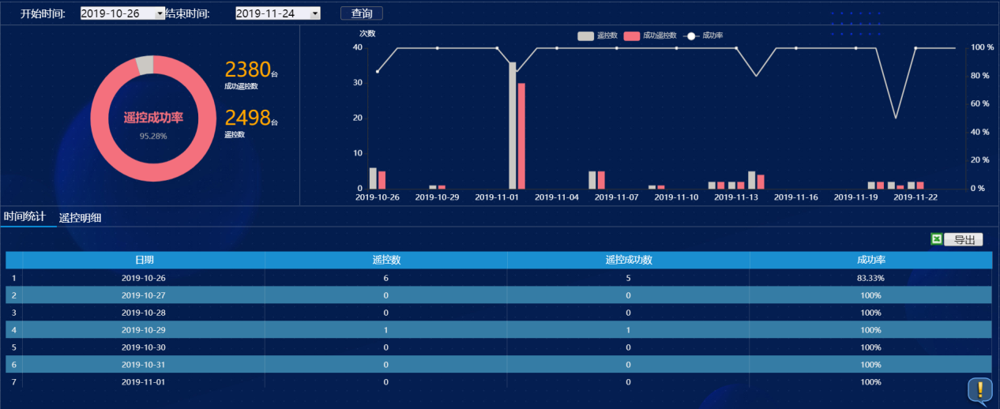 开始时间: 2019-10-26 结束时间: 2019-11-24 查询
遥控成功率
95.28%
2380台
成功遥控数
2498台
遥控数
次数
遥控数 成功遥控数 成功率
40
30
20
10
0
100 %
80 %
60 %
40 %
20 %
0 %
2019-10-26 2019-10-29 2019-11-01 2019-11-04 2019-11-07 2019-11-10 2019-11-13 2019-11-16 2019-11-19 2019-11-22
时间统计 遥控明细
导出
日期 遥控数 遥控成功数 成功率
1 2019-10-26 6 5 83.33%
2 2019-10-27 0 0 100%
3 2019-10-28 0 0 100%
4 2019-10-29 1 1 100%
5 2019-10-30 0 0 100%
6 2019-10-31 0 0 100%
7 2019-11-01 0 0 100%